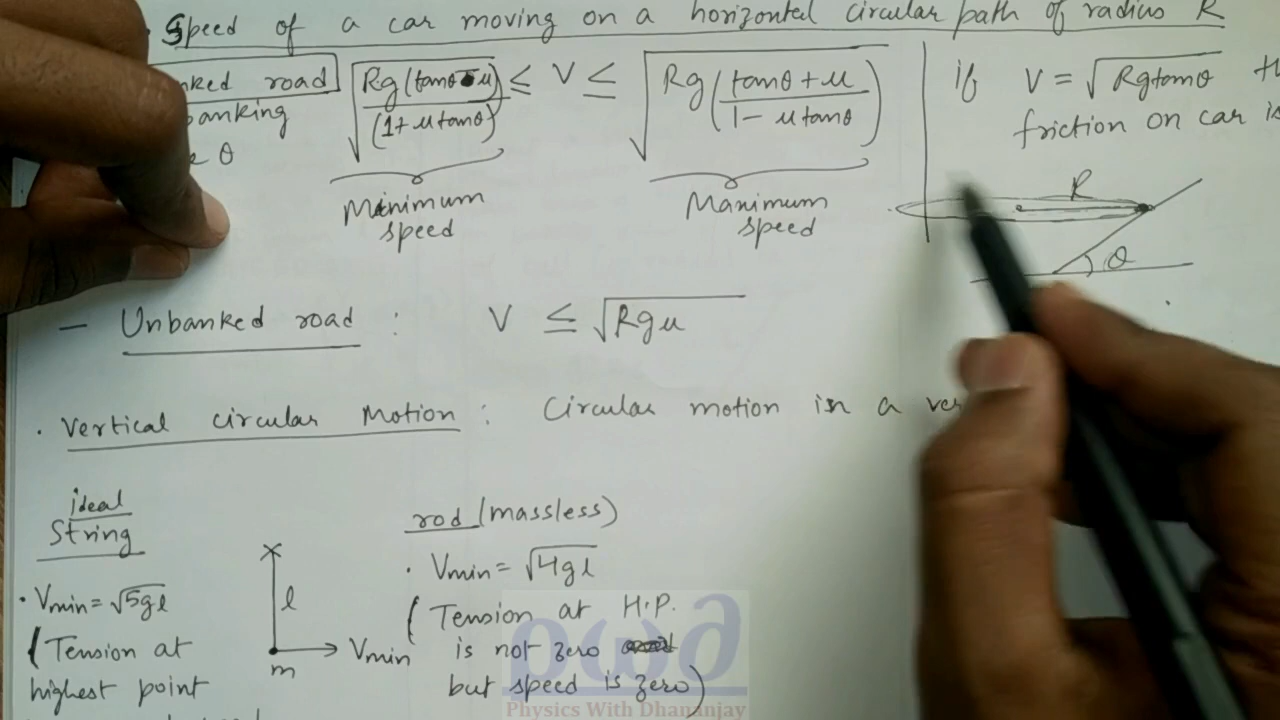 Speed of a car moving on a horizontal circular path of radius R
nked road √(Rg(tanθ-μ)/(1+μtanθ)) ≤ V ≤ √(Rg((tanθ+μ)/(1-μtanθ)))
banking
θ
Minimum speed
Manimum speed
if V = √Rgtanθ
friction on car is
R
θ
— Unbanked road : V ≤ √Rgμ
. Vertical circular Motion : Circular motion in a ver
ideal String
. Vmin = √5gl
(Tension at
highest point
l
m
Vmin
rod (massless)
. Vmin = √4gl
(Tension at H.P.
is not zero
but speed is zero)
pwd
Physics With Dhananjay